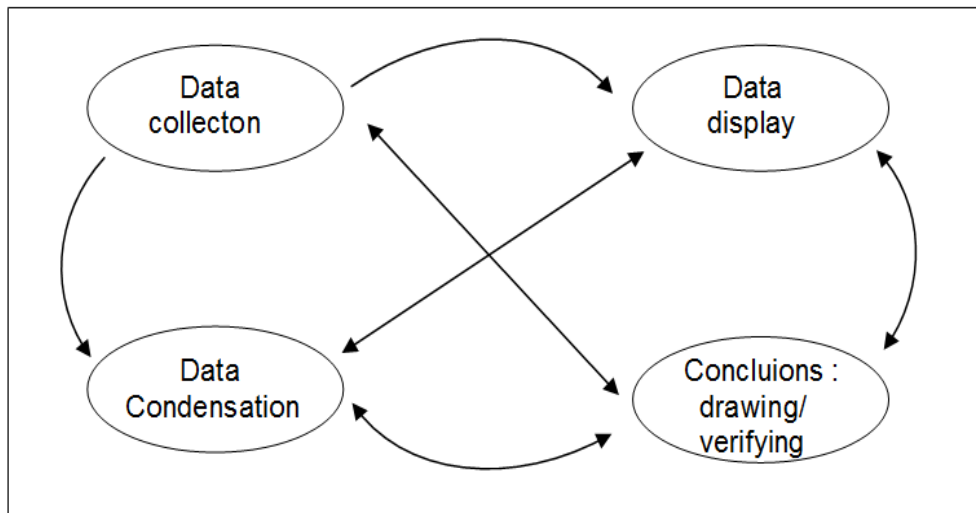 Data
collecton
Data
display
Data
Condensation
Concluions :
drawing/
verifying